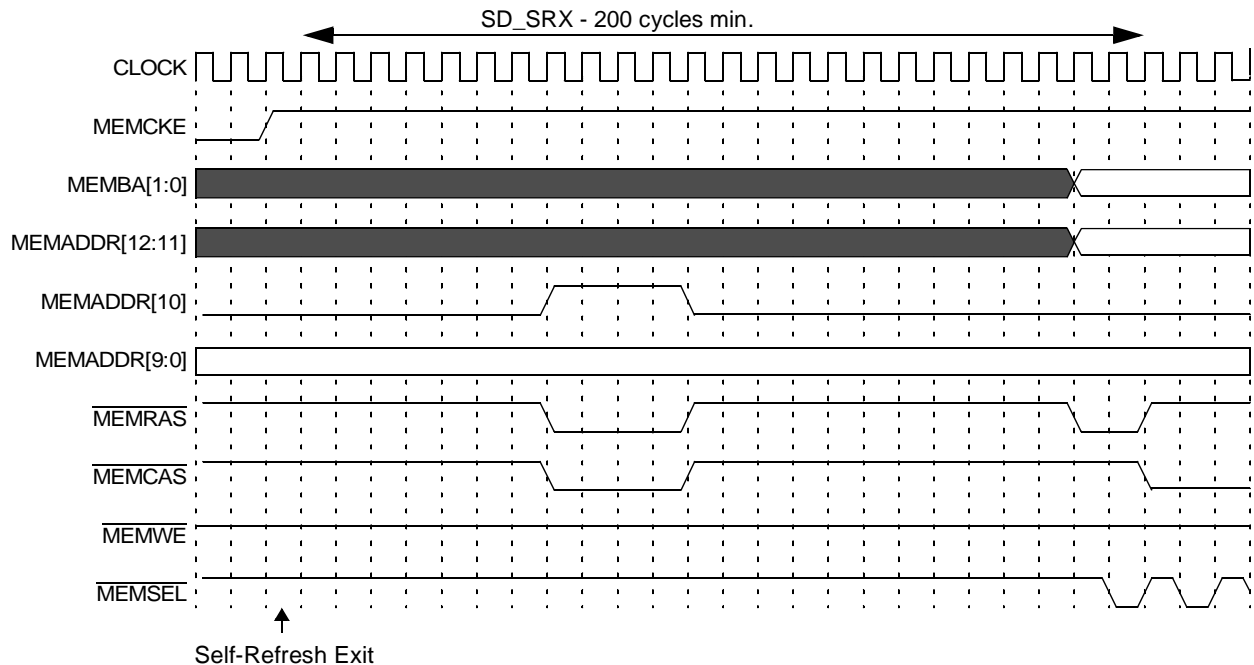 SD_SRX - 200 cycles min.
CLOCK
MEMCKE
MEMBA[1:0]
MEMADDR[12:11]
MEMADDR[10]
MEMADDR[9:0]
MEMRAS
MEMCAS
MEMWE
MEMSEL
Self-Refresh Exit